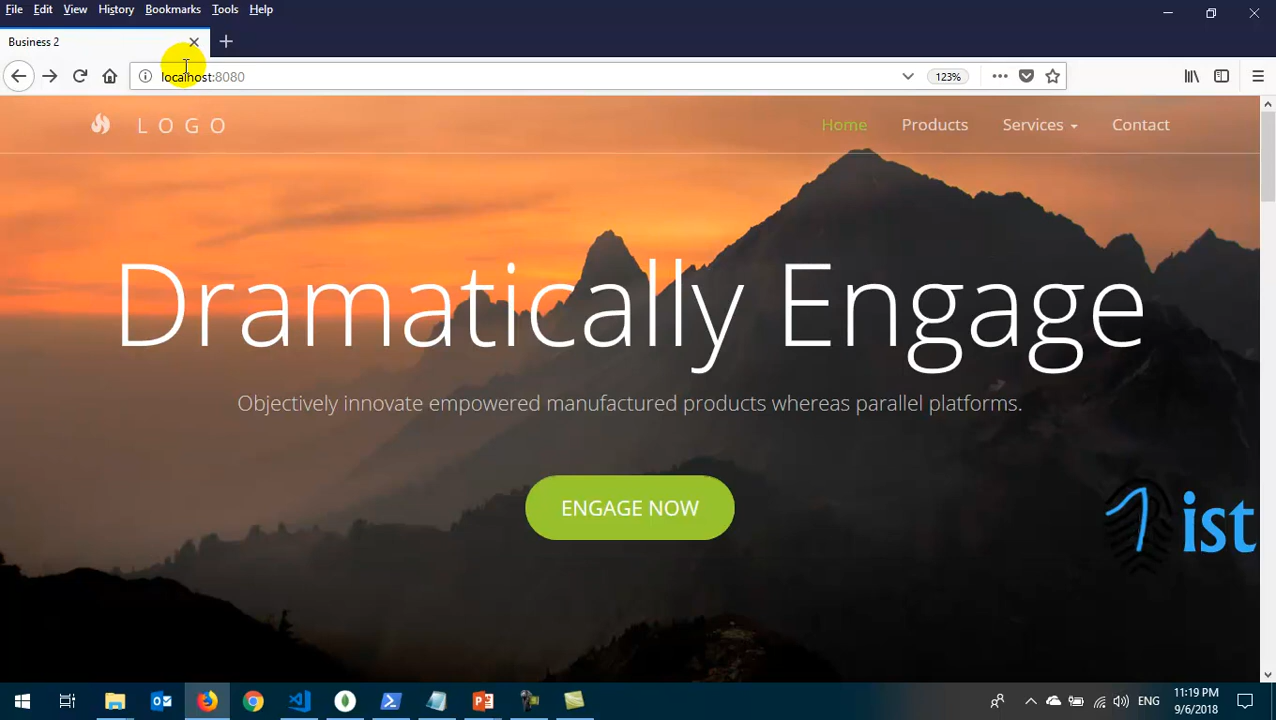 File Edit View History Bookmarks Tools Help
Business 2
localhost:8080
123%
LOGO
Home Products Services Contact
Dramatically Engage
Objectively innovate empowered manufactured products whereas parallel platforms.
ENGAGE NOW
1ist
ENG
11:19 PM
9/6/2018